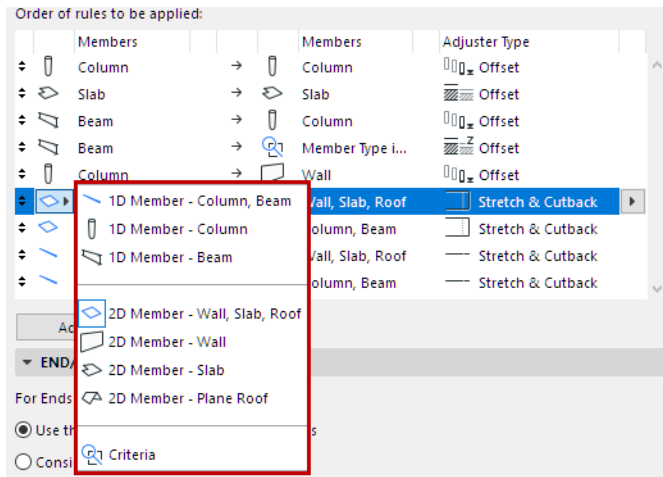 Order of rules to be applied:
Members Members Adjuster Type
Column → Column Offset
Slab → Slab Offset
Beam → Column Offset
Beam → Member Type i... Z Offset
Column → Wall Offset
Wall, Slab, Roof Stretch & Cutback
Column, Beam Stretch & Cutback
Wall, Slab, Roof Stretch & Cutback
Column, Beam Stretch & Cutback
1D Member - Column, Beam
1D Member - Column
1D Member - Beam
2D Member - Wall, Slab, Roof
2D Member - Wall
2D Member - Slab
2D Member - Plane Roof
Criteria
END/
For Ends